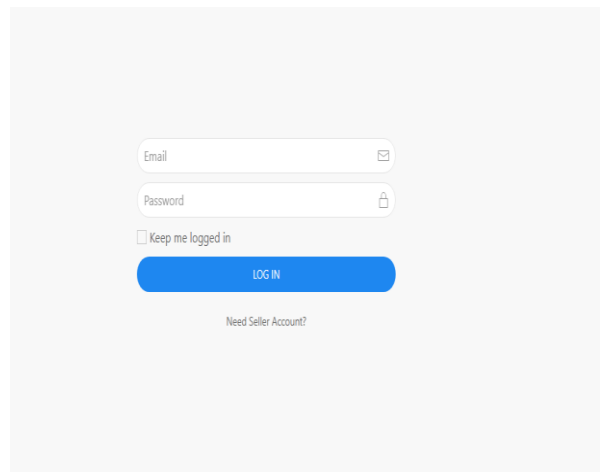 Email
Password
Keep me logged in
LOG IN
Need Seller Account?